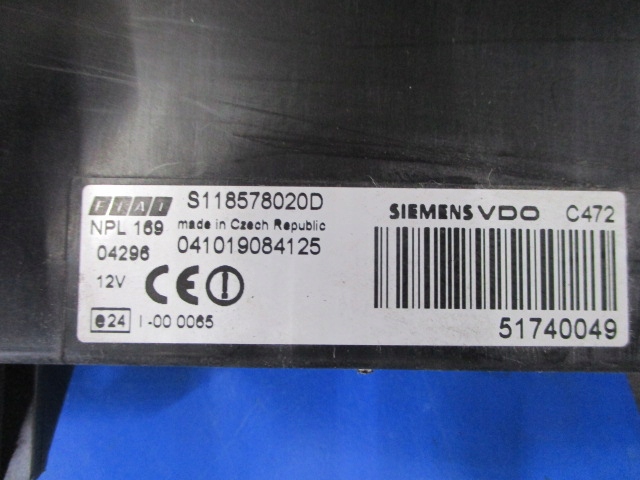 FIAT S118578020D SIEMENS VDO C472
NPL 169 made in Czech Republic
04296 041019084125
12V CE
e24 I-00 0065 51740049